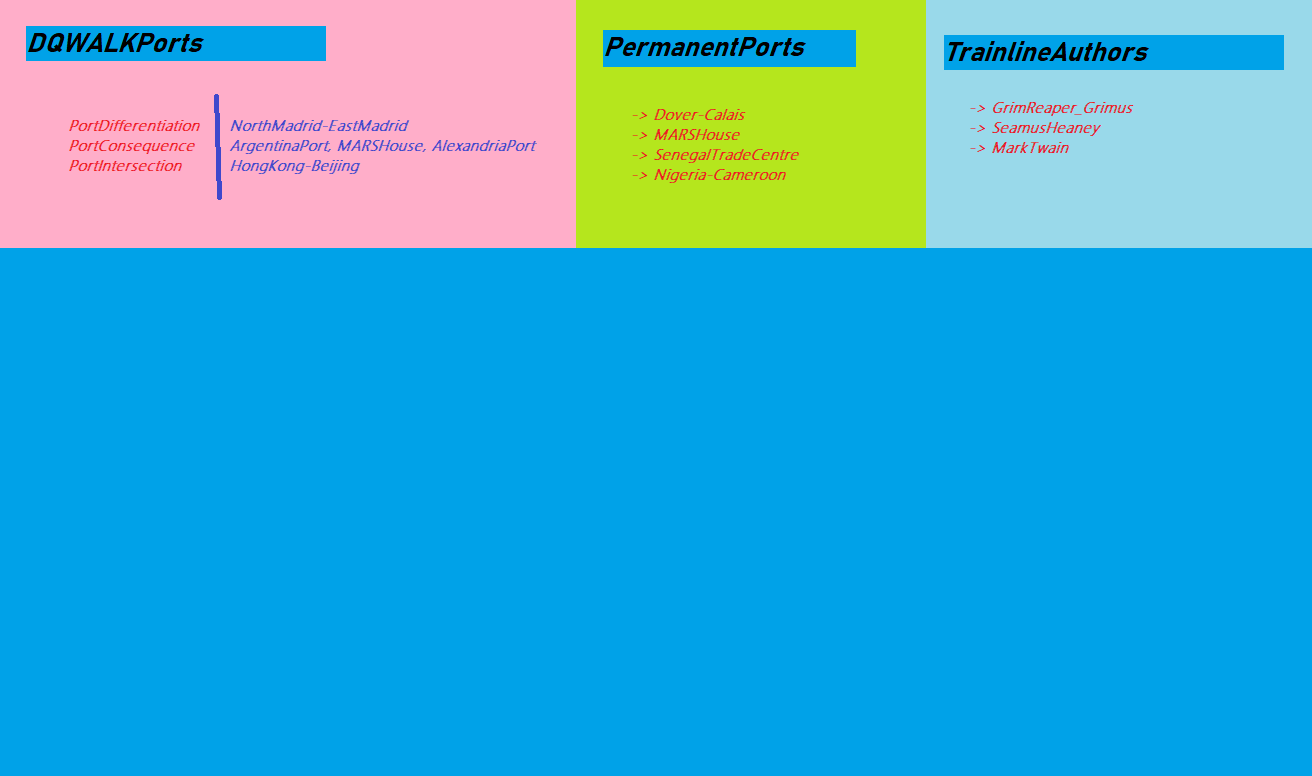 DQWALKPorts
PortDifferentiation NorthMadrid-EastMadrid
PortConsequence ArgentinaPort, MARSHouse, AlexandriaPort
PortIntersection HongKong-Beijing
PermanentPorts
-> Dover-Calais
-> MARSHouse
-> SenegalTradeCentre
-> Nigeria-Cameroon
TrainlineAuthors
-> GrimReaper_Grimus
-> SeamusHeaney
-> MarkTwain